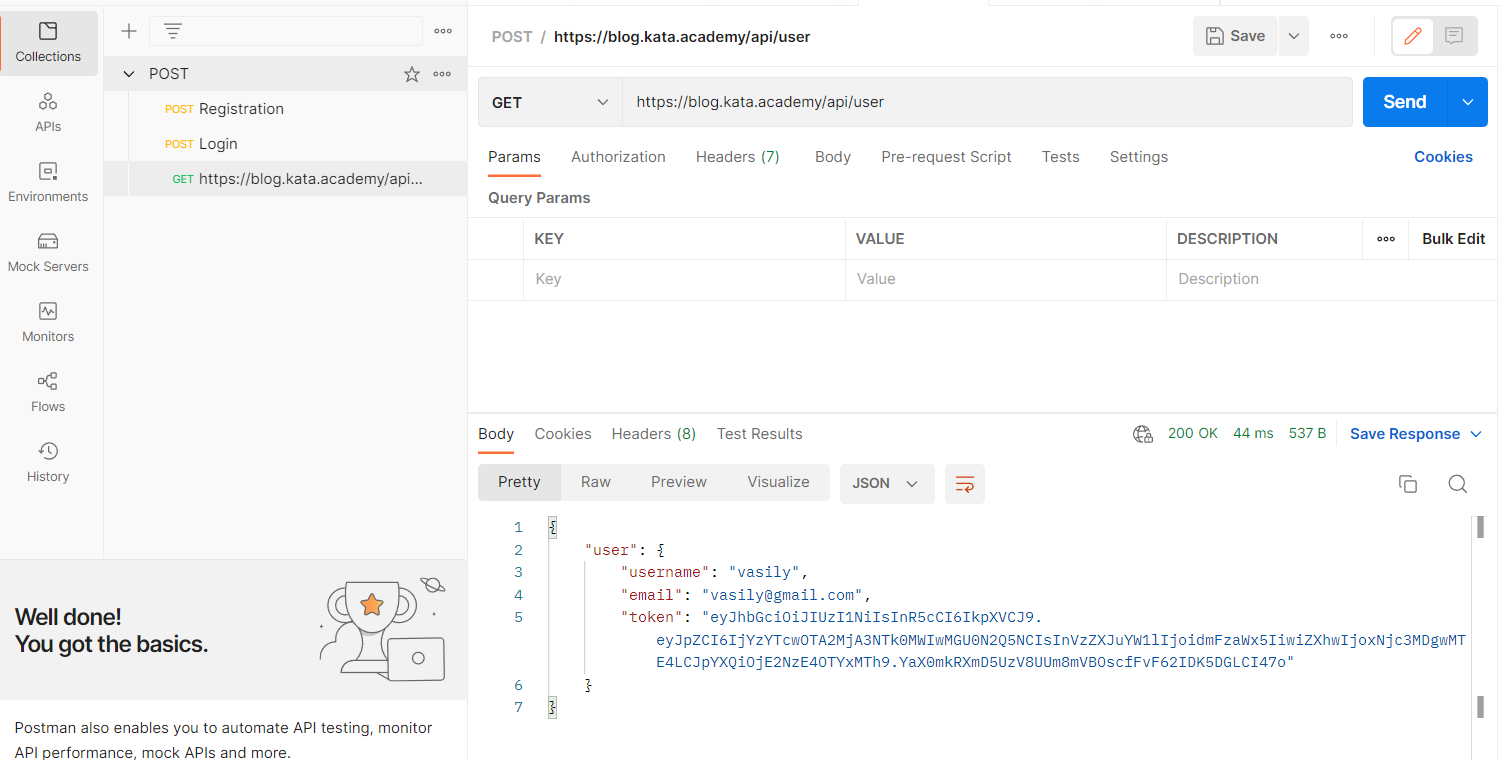 Collections
APIs
Environments
Mock Servers
Monitors
Flows
History
POST
POST Registration
POST Login
GET https://blog.kata.academy/api...
Well done!
You got the basics.
Postman also enables you to automate API testing, monitor
API performance, mock APIs and more.
POST / https://blog.kata.academy/api/user
Save
GET https://blog.kata.academy/api/user Send
Params Authorization Headers (7) Body Pre-request Script Tests Settings Cookies
Query Params
KEY VALUE DESCRIPTION Bulk Edit
Key Value Description
Body Cookies Headers (8) Test Results 200 OK 44 ms 537 B Save Response
Pretty Raw Preview Visualize JSON
1 {
2 "user": {
3 "username": "vasily",
4 "email": "vasily@gmail.com",
5 "token": "eyJhbGciOiJIUzI1NiIsInR5cCI6IkpXVCJ9.
eyJpZCI6IjYzYTcwOTA2MjA3NTk0MWIwMGU0N2Q5NCIsInVzZXJuYW1lIjoidmFzaWx5IiwiZXhwIjoxNjc3MDgwMT
E4LCJpYXQiOjE2NzE4OTYxMTh9.YaX0mkRXmD5UzV8UUm8mVBOscfFvF62IDK5DGLCI47o"
6 }
7 }